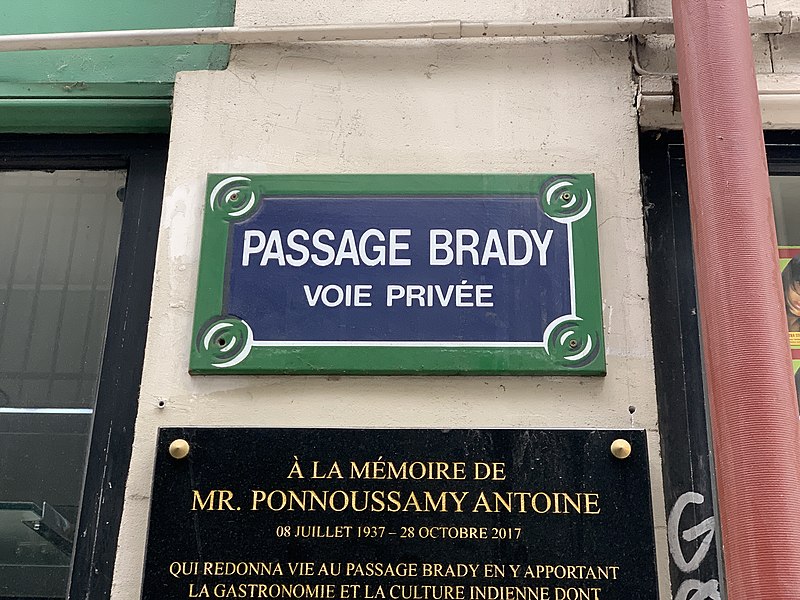 PASSAGE BRADY
VOIE PRIVÉE
À LA MÉMOIRE DE
MR. PONNOUSSAMY ANTOINE
08 JUILLET 1937 – 28 OCTOBRE 2017
QUI REDONNA VIE AU PASSAGE BRADY EN Y APPORTANT
LA GASTRONOMIE ET LA CULTURE INDIENNE DONT